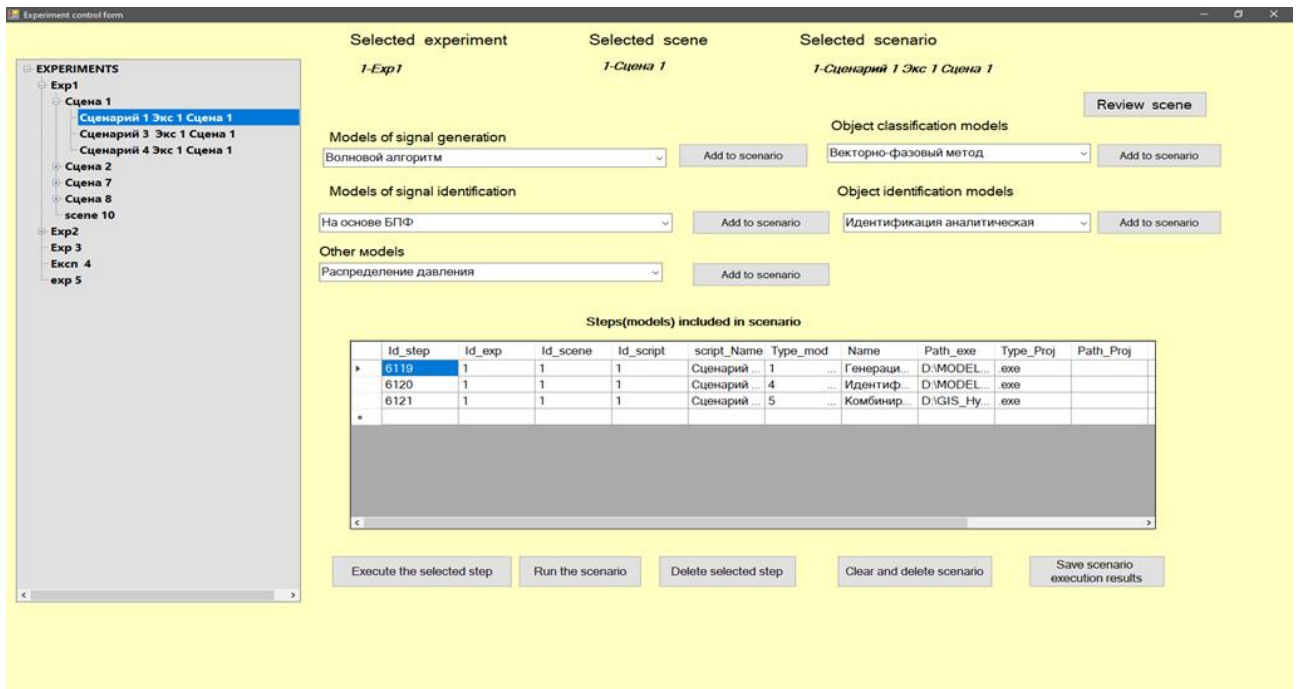 Experiment control form
Selected experiment
Selected scene
Selected scenario
1-Exp1
1-Сцена 1
1-Сценарий 1 Экс 1 Сцена 1
EXPERIMENTS
Exp1
Сцена 1
Сценарий 1 Экс 1 Сцена 1
Сценарий 3 Экс 1 Сцена 1
Сценарий 4 Экс 1 Сцена 1
Сцена 2
Сцена 7
Сцена 8
scene 10
Exp2
Exp 3
Експ 4
exp 5
Review scene
Models of signal generation
Волновой алгоритм
Add to scenario
Object classification models
Векторно-фазовый метод
Add to scenario
Models of signal identification
На основе БПФ
Add to scenario
Object identification models
Идентификация аналитическая
Add to scenario
Other models
Распределение давления
Add to scenario
Steps(models) included in scenario
Id_step Id_exp Id_scene Id_script script_Name Type_mod Name Path_exe Type_Proj Path_Proj
6119 1 1 1 Сценарий ... 1 ... Генераци... D:\MODEL... .exe
6120 1 1 1 Сценарий ... 4 ... Идентиф... D:\MODEL... .exe
6121 1 1 1 Сценарий ... 5 ... Комбинир... D:\GIS_Hy... .exe
Execute the selected step
Run the scenario
Delete selected step
Clear and delete scenario
Save scenario
execution results